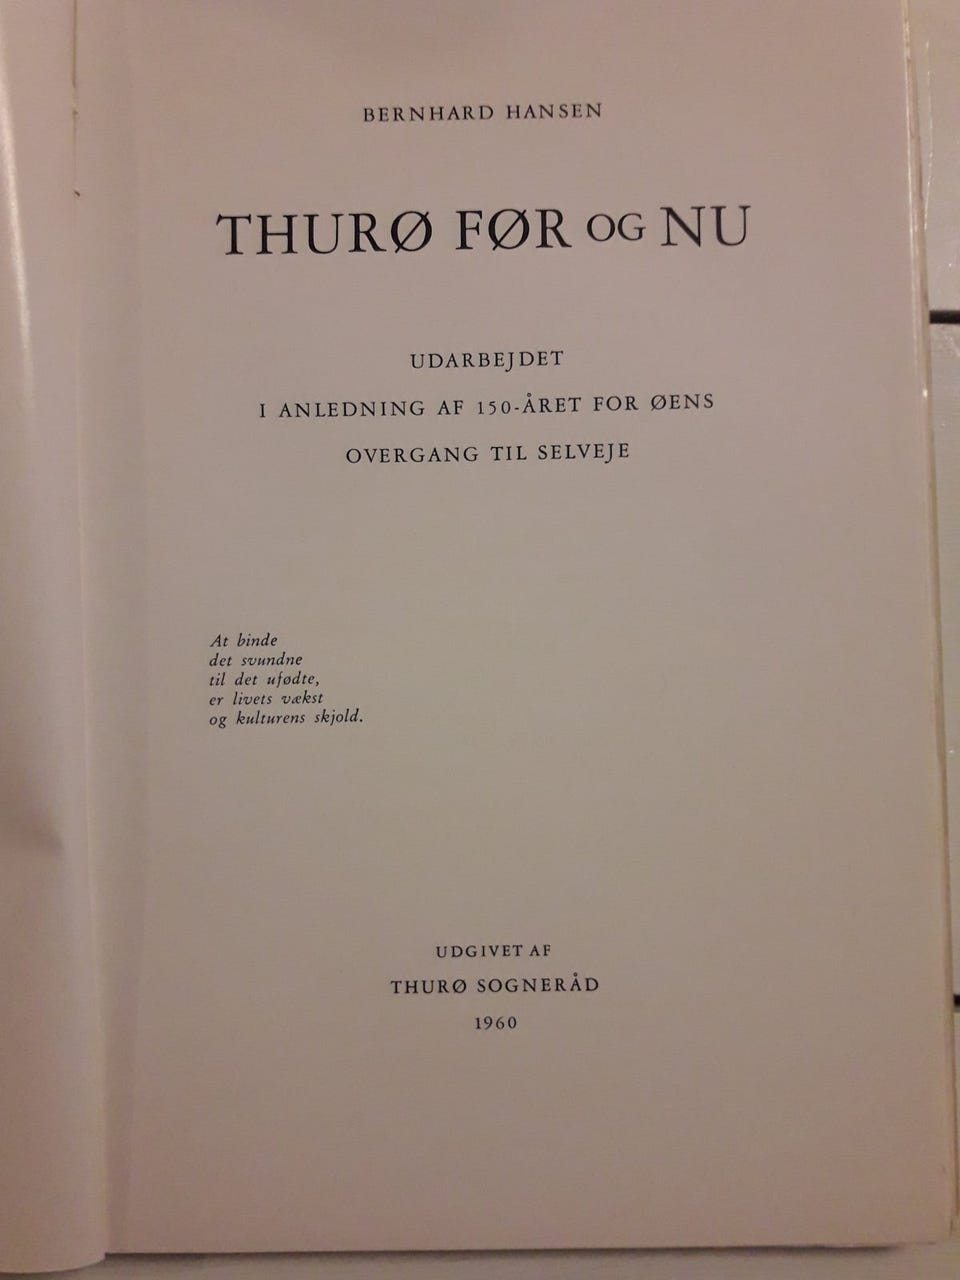 BERNHARD HANSEN
THURØ FØR OG NU
UDARBEJDET
I ANLEDNING AF 150-ÅRET FOR ØENS
OVERGANG TIL SELVEJE
At binde
det svundne
til det ufødte,
er livets vækst
og kulturens skjold.
UDGIVET AF
THURØ SOGNERÅD
1960